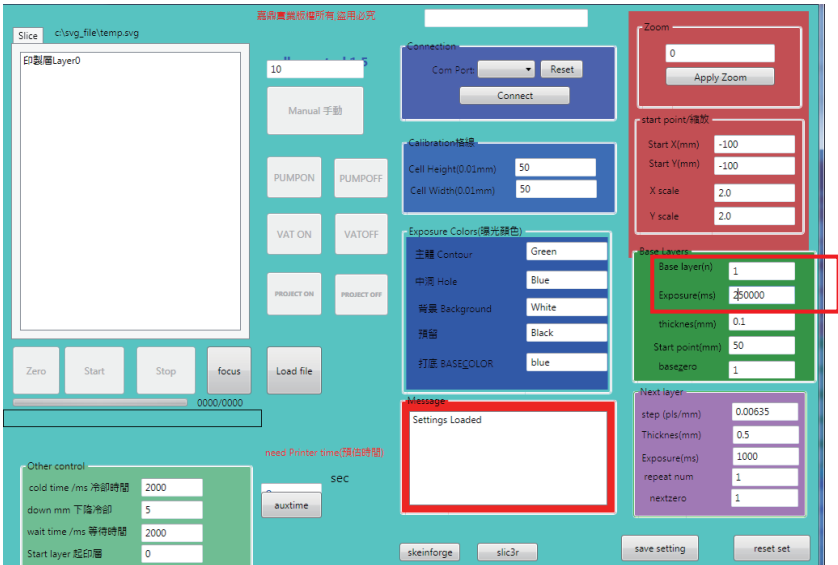 嘉鼎實業版權所有.盜用必究
Slice c:\svg_file\temp.svg
印製層Layer0
10
Manual 手動
PUMPON PUMPOFF
VAT ON VATOFF
PROJECT ON PROJECT OFF
Zero Start Stop focus Load file
0000/0000
need Printer time(預估時間)
sec
auxtime
Other control
cold time /ms 冷卻時間 2000
down mm 下降冷卻 5
wait time /ms 等待時間 2000
Start layer 起印層 0
Connection
Com Port: Reset
Connect
Calibration格線
Cell Height(0.01mm) 50
Cell Width(0.01mm) 50
Exposure Colors(曝光顏色)
主體 Contour Green
中洞 Hole Blue
背景 Background White
預留 Black
打底 BASECOLOR blue
Message
Settings Loaded
skeinforge slic3r
Zoom
0
Apply Zoom
start point/縮放
Start X(mm) -100
Start Y(mm) -100
X scale 2.0
Y scale 2.0
Base Layers
Base layer(n) 1
Exposure(ms) 250000
thicknes(mm) 0.1
Start point(mm) 50
basezero 1
Next layer
step (pls/mm) 0.00635
Thicknes(mm) 0.5
Exposure(ms) 1000
repeat num 1
nextzero 1
save setting reset set